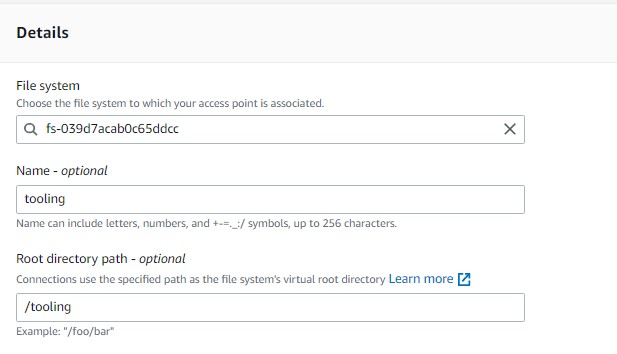 Details
File system
Choose the file system to which your access point is associated.
fs-039d7acab0c65ddcc
Name - optional
tooling
Name can include letters, numbers, and +-=._:/ symbols, up to 256 characters.
Root directory path - optional
Connections use the specified path as the file system's virtual root directory Learn more
/tooling
Example: "/foo/bar"